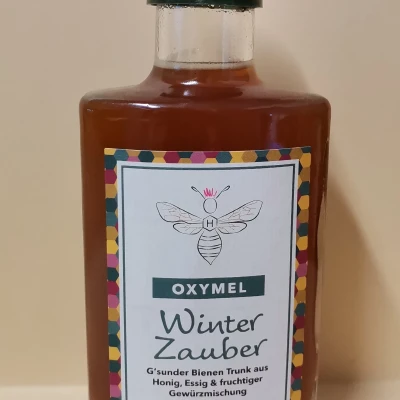 H
OXYMEL
Winter
Zauber
G'sunder Bienen Trunk aus
Honig, Essig & fruchtiger
Gewürzmischung